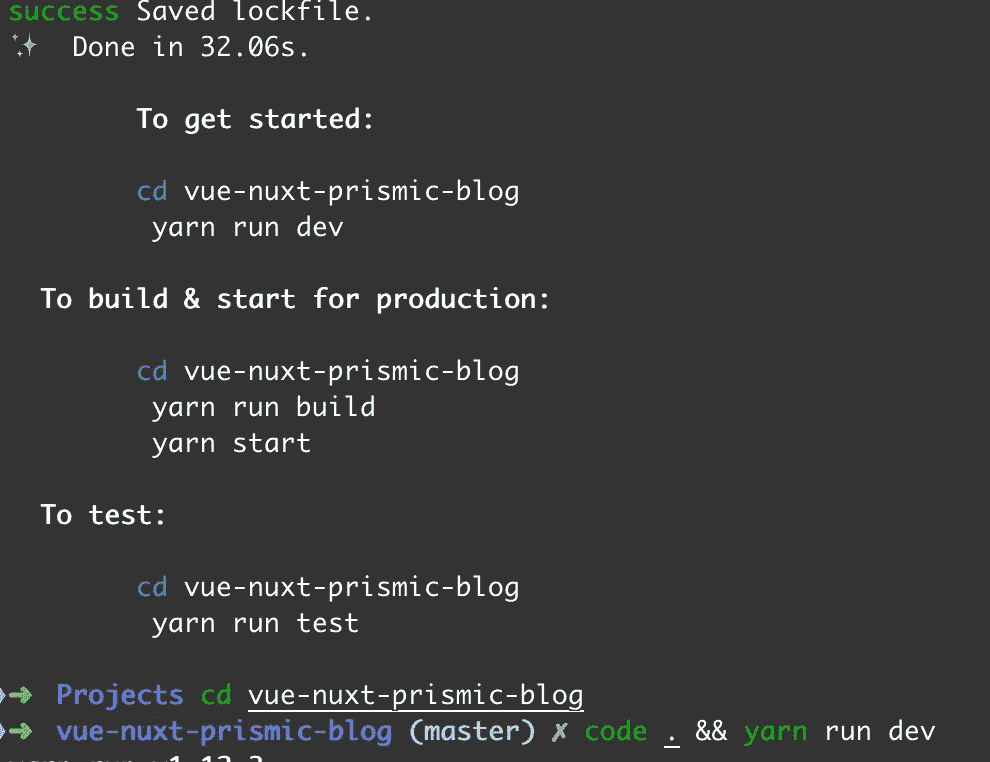 success Saved lockfile.
✨ Done in 32.06s.
To get started:
cd vue-nuxt-prismic-blog
yarn run dev
To build & start for production:
cd vue-nuxt-prismic-blog
yarn run build
yarn start
To test:
cd vue-nuxt-prismic-blog
yarn run test
➜ Projects cd vue-nuxt-prismic-blog
➜ vue-nuxt-prismic-blog (master) ✗ code . && yarn run dev